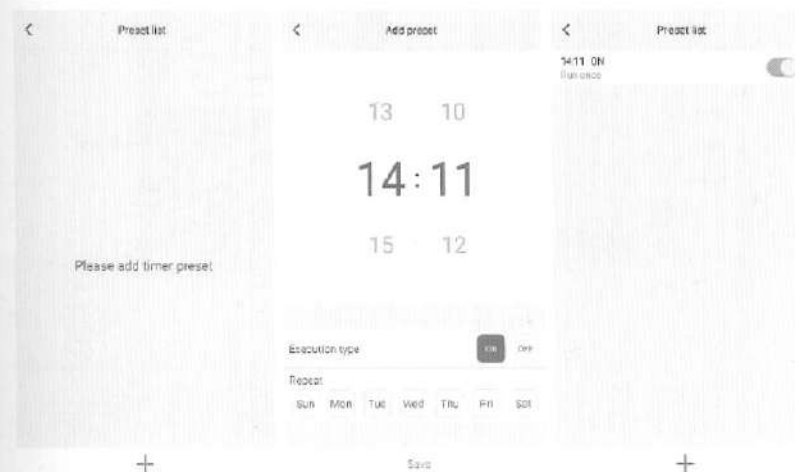 Preset list
Please add timer preset
+
Add preset
13 10
14:11
15 12
Execution type ON OFF
Repeat
Sun Mon Tue Wed Thu Fri Sat
Save
Preset list
14:11 ON
Run once
+